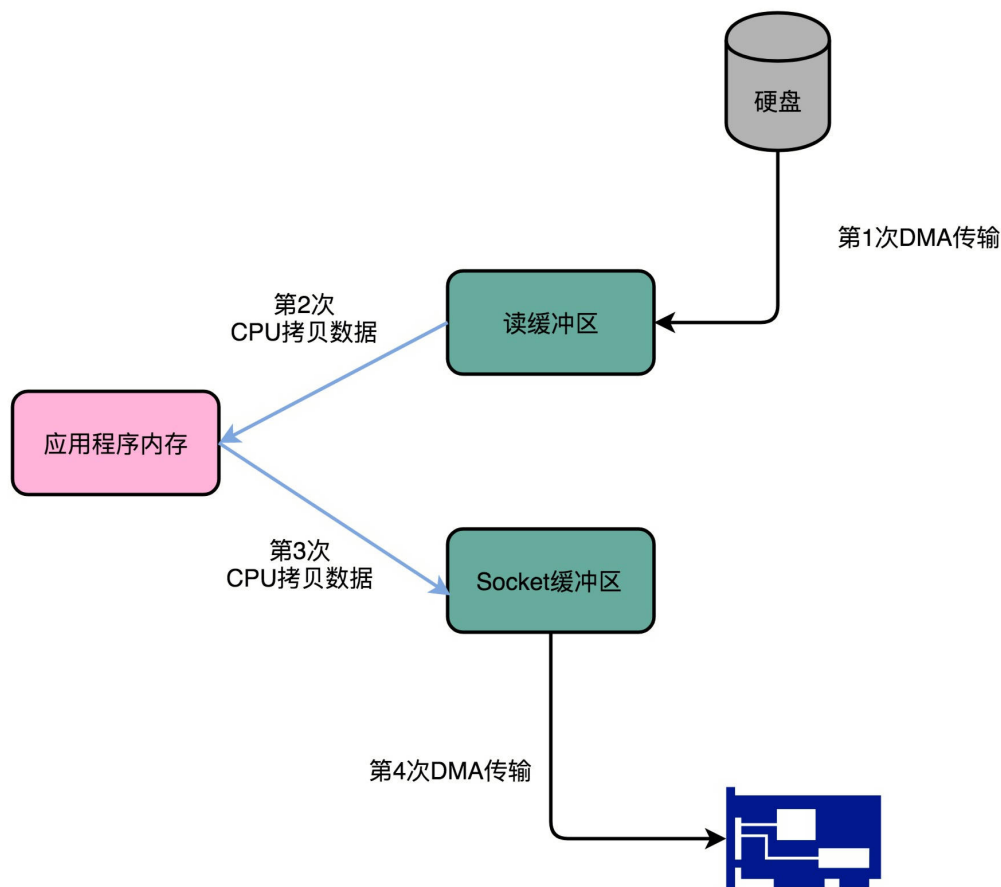 硬盘
第1次DMA传输
第2次
CPU拷贝数据
读缓冲区
应用程序内存
第3次
CPU拷贝数据
Socket缓冲区
第4次DMA传输